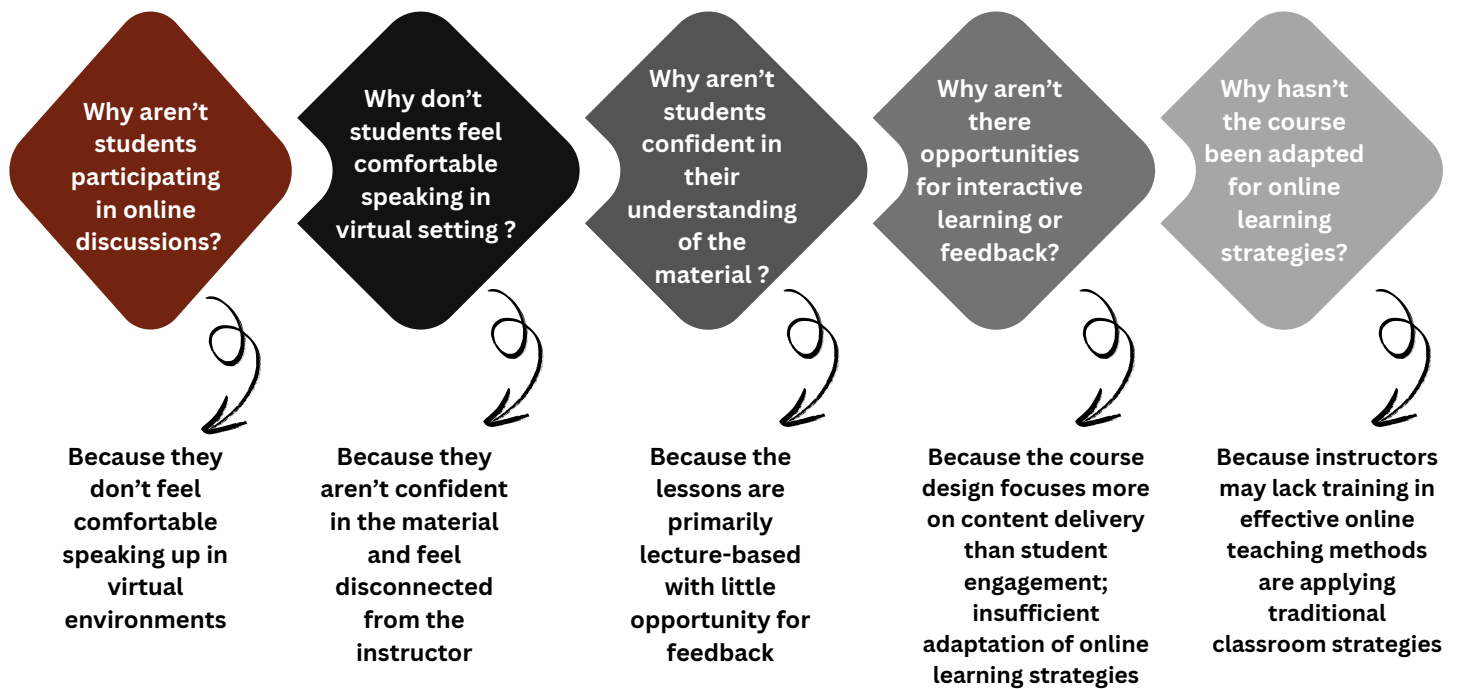 Why aren't
students
participating
in online
discussions?
Why don't
students feel
comfortable
speaking in
virtual setting ?
Why aren't
students
confident in
their
understanding
of the
material ?
Why aren't
there
opportunities
for interactive
learning or
feedback?
Why hasn't
the course
been adapted
for online
learning
strategies?
Because they
don't feel
comfortable
speaking up in
virtual
environments
Because they
aren't confident
in the material
and feel
disconnected
from the
instructor
Because the
lessons are
primarily
lecture-based
with little
opportunity for
feedback
Because the course
design focuses more
on content delivery
than student
engagement;
insufficient
adaptation of online
learning strategies
Because instructors
may lack training in
effective online
teaching methods
are applying
traditional
classroom strategies